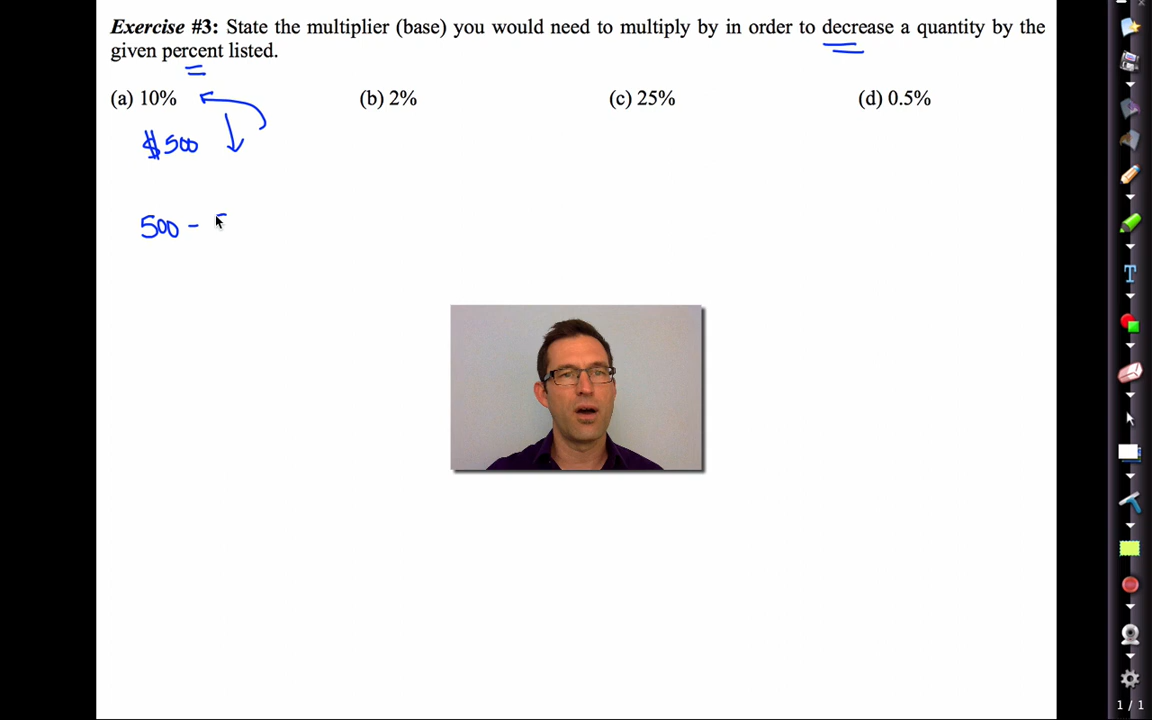 Exercise #3: State the multiplier (base) you would need to multiply by in order to decrease a quantity by the
given percent listed.
(a) 10% (b) 2% (c) 25% (d) 0.5%
$500
500 -
T
1 / 1